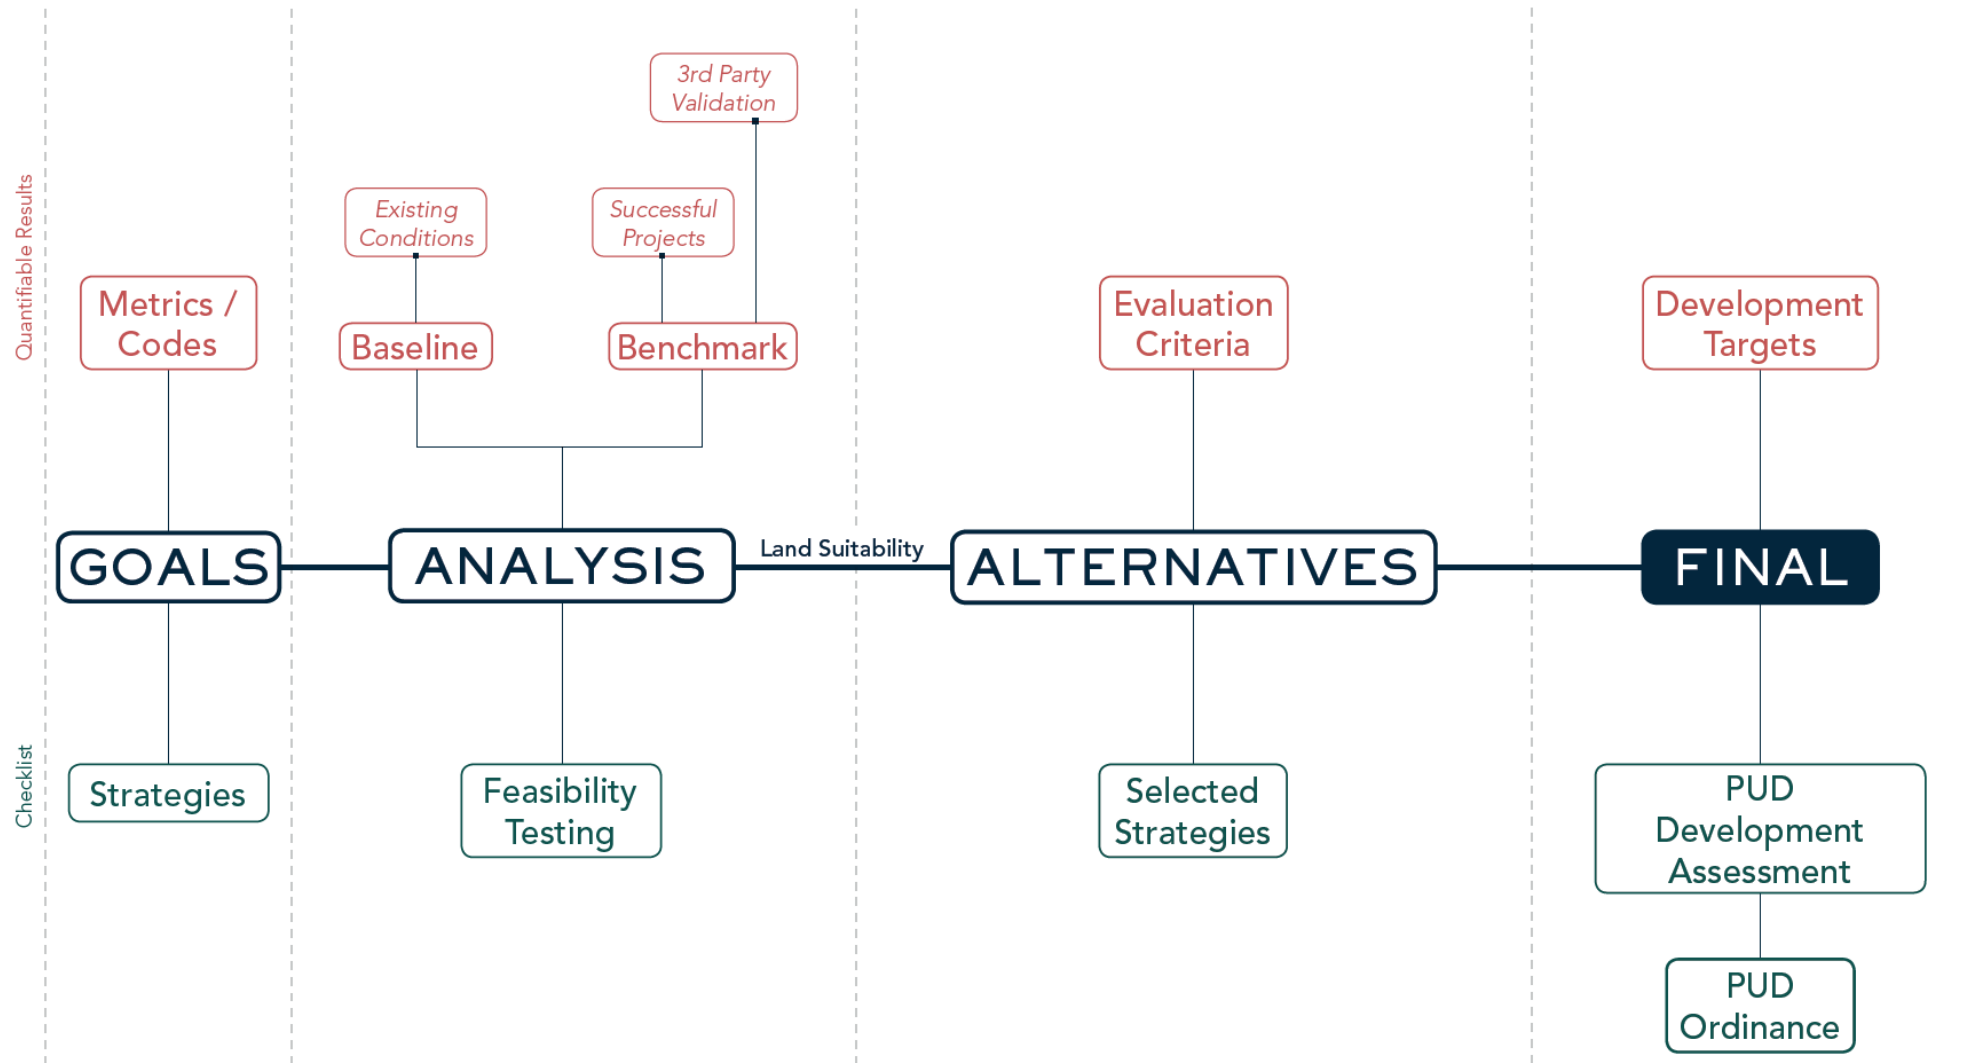 3rd Party
Validation
Existing
Conditions
Successful
Projects
Quantifiable Results
Metrics /
Codes
Baseline
Benchmark
Evaluation
Criteria
Development
Targets
GOALS
ANALYSIS
Land Suitability
ALTERNATIVES
FINAL
Checklist
Strategies
Feasibility
Testing
Selected
Strategies
PUD
Development
Assessment
PUD
Ordinance